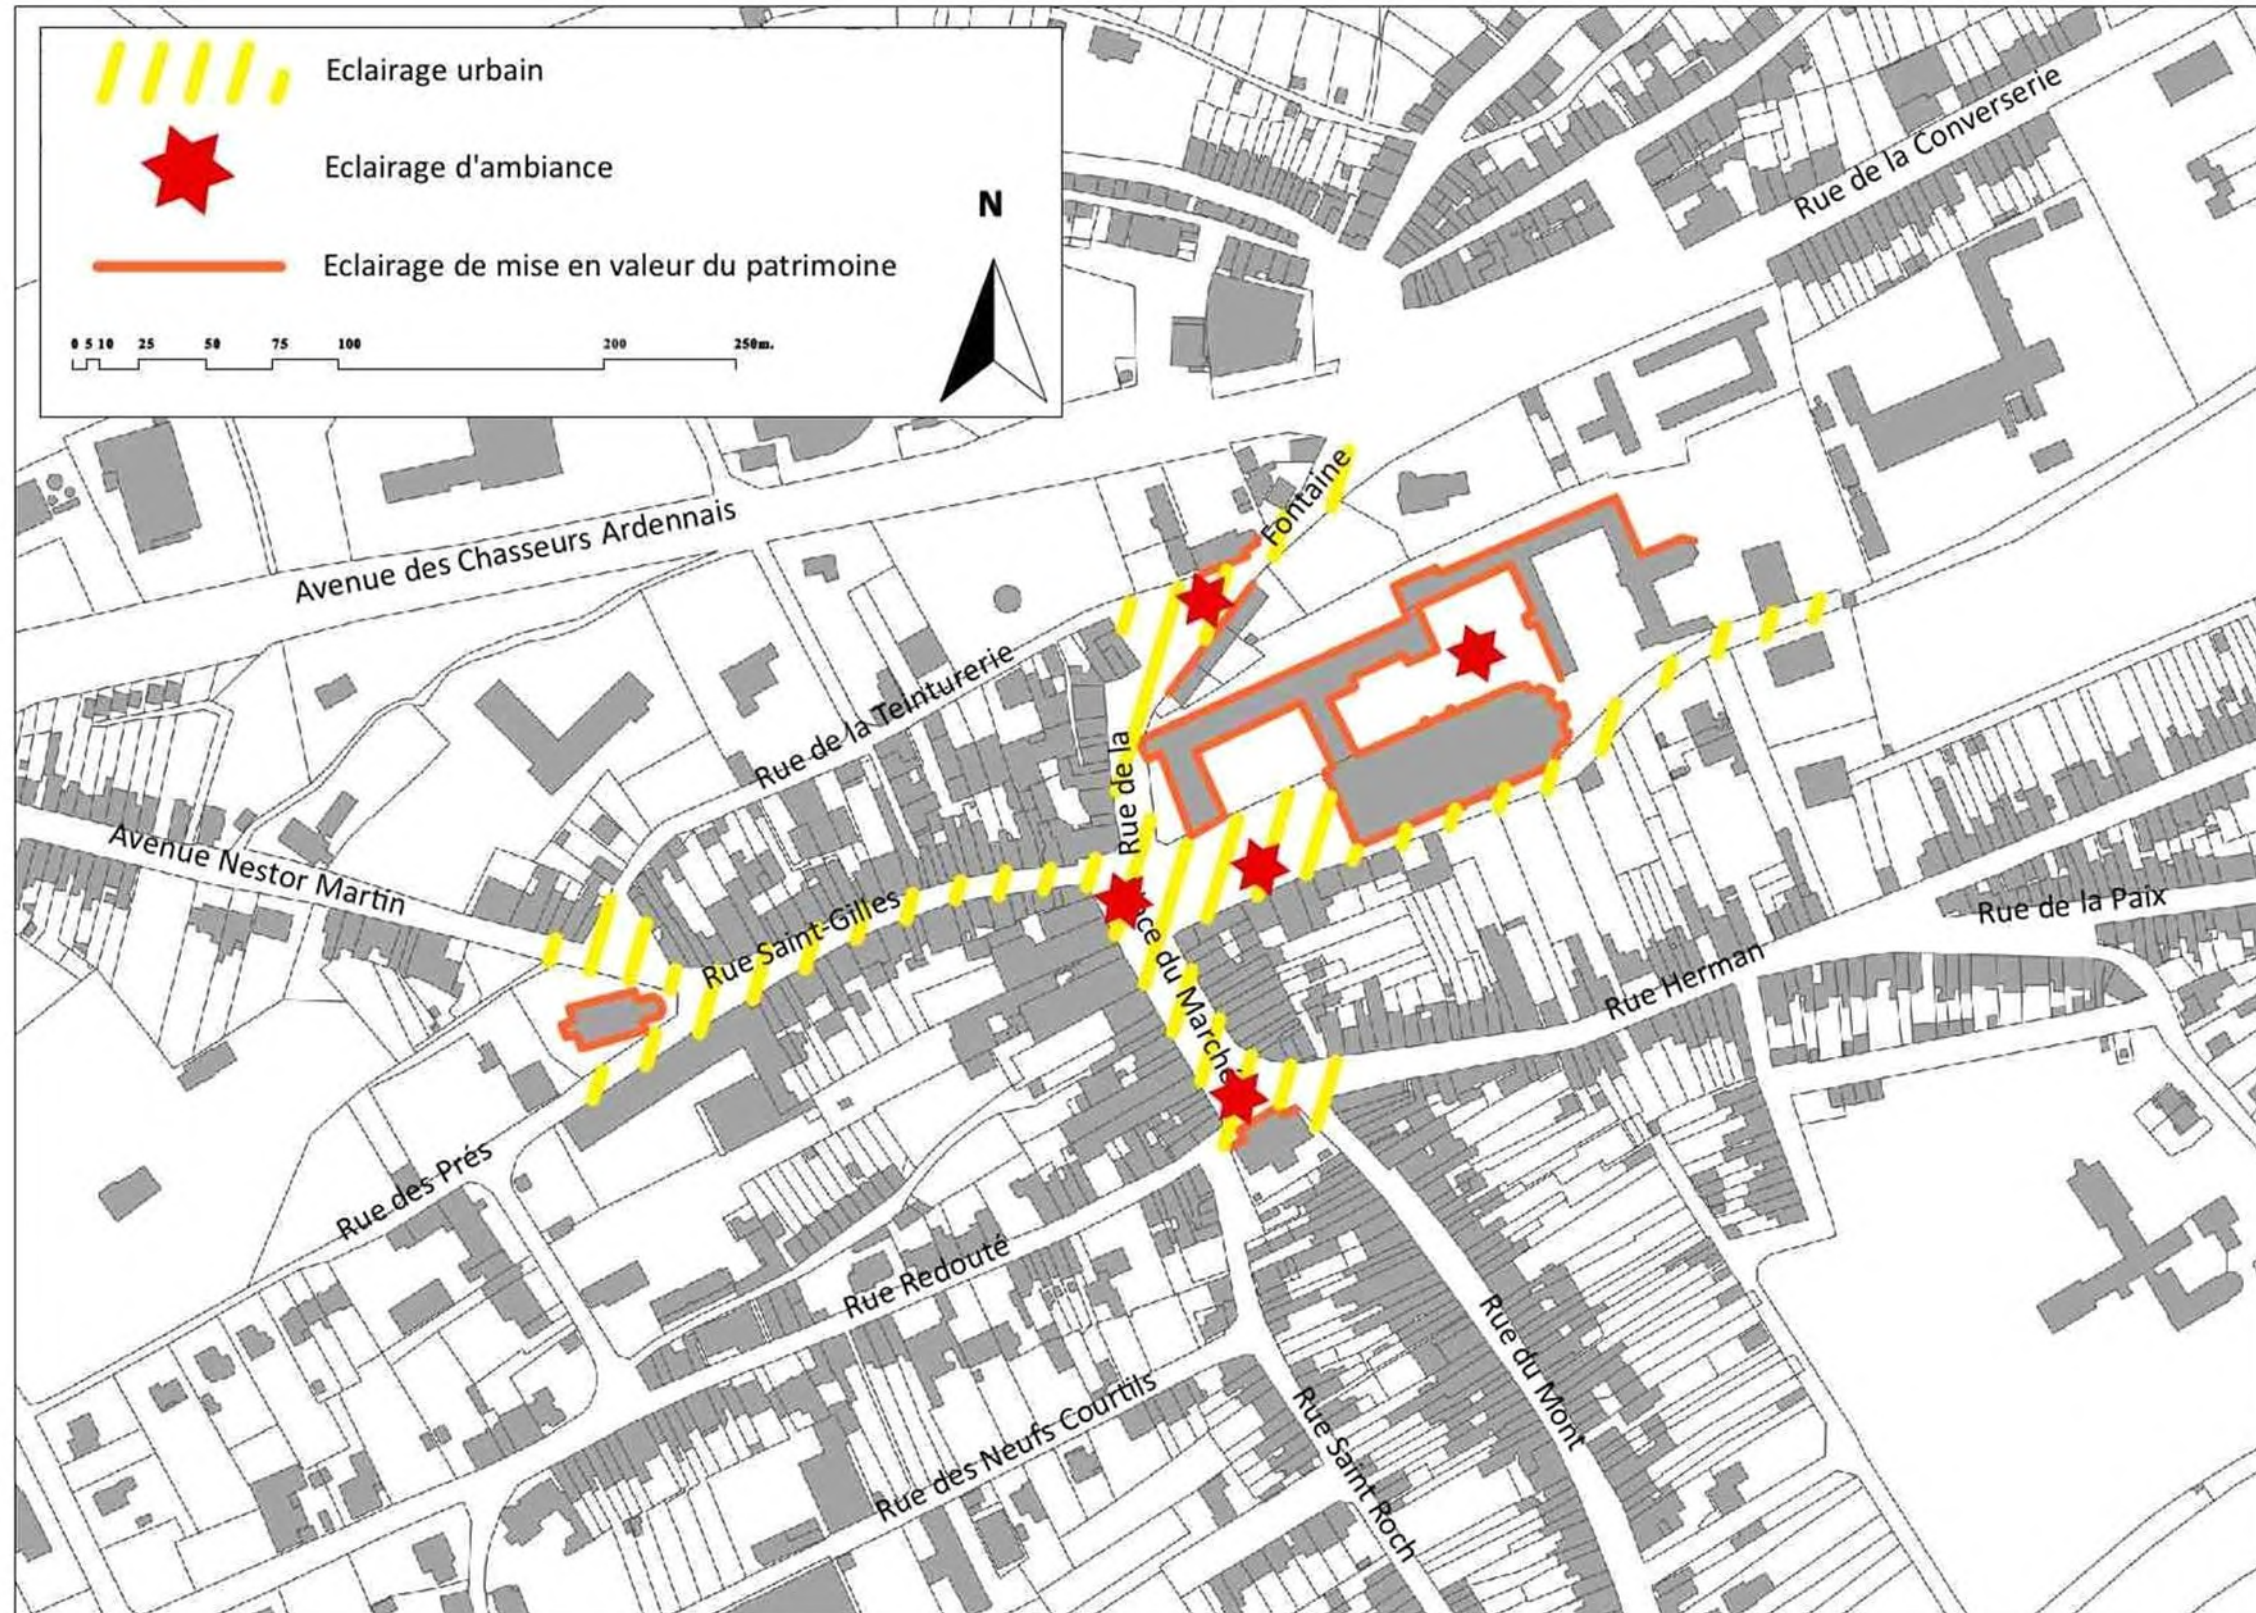 Eclairage urbain
Eclairage d'ambiance
N
Eclairage de mise en valeur du patrimoine
0 5 10 25 50 75 100 200 250m.
Rue de la Converserie
Fontaine
Avenue des Chasseurs Ardennais
Rue de la Teinturerie
Rue de la
Avenue Nestor Martin
Rue Saint-Gilles
du Marché
Rue de la Paix
Rue Herman
Rue des Prés
Rue Redouté
Rue du Mont
Rue des Neufs Courtils
Rue Saint Roch